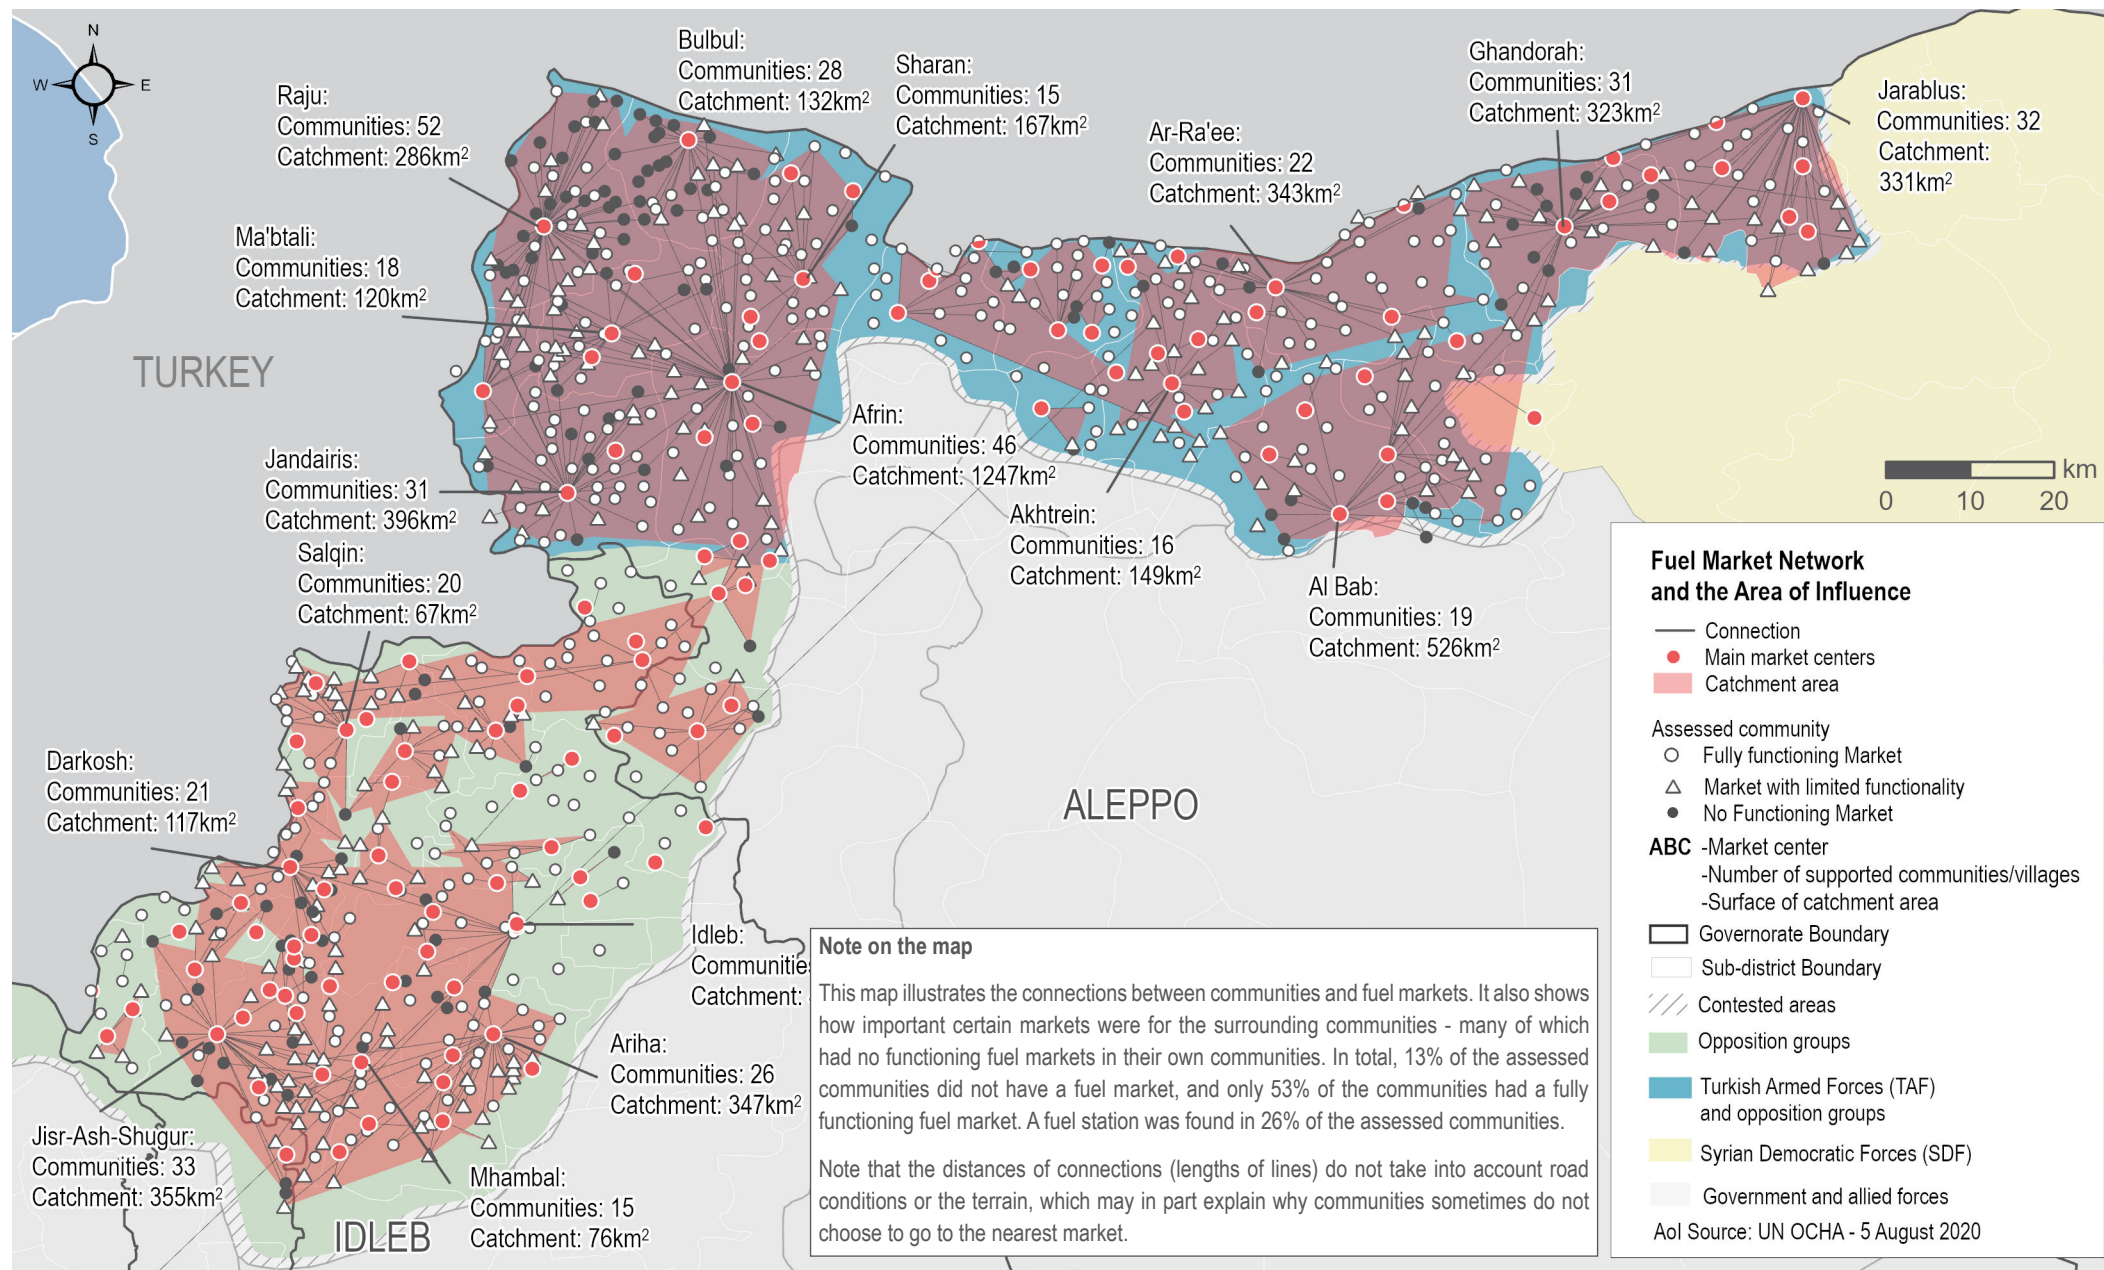 N
W
E
S
Bulbul:
Communities: 28
Catchment: 132km²
Sharan:
Communities: 15
Catchment: 167km²
Raju:
Communities: 52
Catchment: 286km²
Ghandorah:
Communities: 31
Catchment: 323km²
Jarablus:
Communities: 32
Catchment:
331km²
Ar-Ra'ee:
Communities: 22
Catchment: 343km²
Ma'btali:
Communities: 18
Catchment: 120km²
TURKEY
Afrin:
Communities: 46
Catchment: 1247km²
Jandairis:
Communities: 31
Catchment: 396km²
Akhtrein:
Communities: 16
Catchment: 149km²
Salqin:
Communities: 20
Catchment: 67km²
Al Bab:
Communities: 19
Catchment: 526km²
km
0 10 20
Darkosh:
Communities: 21
Catchment: 117km²
ALEPPO
Idleb:
Communities
Catchment:
Ariha:
Communities: 26
Catchment: 347km²
Jisr-Ash-Shugur:
Communities: 33
Catchment: 355km²
Mhambal:
Communities: 15
Catchment: 76km²
IDLEB
Note on the map
This map illustrates the connections between communities and fuel markets. It also shows
how important certain markets were for the surrounding communities - many of which
had no functioning fuel markets in their own communities. In total, 13% of the assessed
communities did not have a fuel market, and only 53% of the communities had a fully
functioning fuel market. A fuel station was found in 26% of the assessed communities.
Note that the distances of connections (lengths of lines) do not take into account road
conditions or the terrain, which may in part explain why communities sometimes do not
choose to go to the nearest market.
Fuel Market Network
and the Area of Influence
Connection
Main market centers
Catchment area
Assessed community
Fully functioning Market
Market with limited functionality
No Functioning Market
ABC -Market center
-Number of supported communities/villages
-Surface of catchment area
Governorate Boundary
Sub-district Boundary
Contested areas
Opposition groups
Turkish Armed Forces (TAF)
and opposition groups
Syrian Democratic Forces (SDF)
Government and allied forces
AoI Source: UN OCHA - 5 August 2020